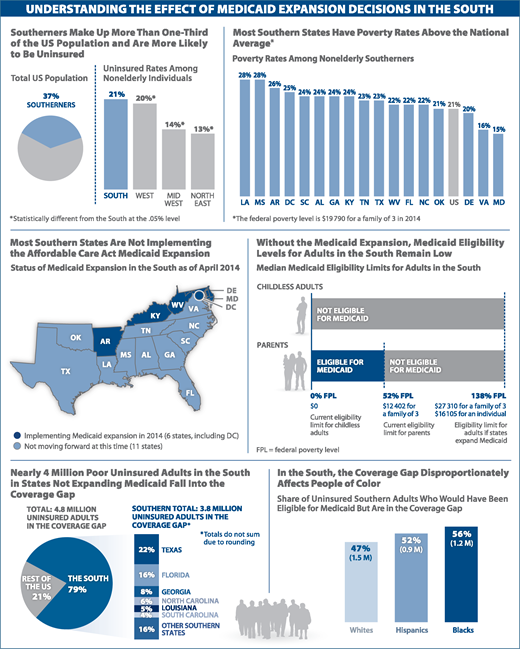 UNDERSTANDING THE EFFECT OF MEDICAID EXPANSION DECISIONS IN THE SOUTH
Southerners Make Up More Than One-Third
of the US Population and Are More Likely
to Be Uninsured
Total US Population
37%
SOUTHERNERS
Uninsured Rates Among
Nonelderly Individuals
21%
20%*
14%*
13%*
SOUTH
WEST
MID
WEST
NORTH
EAST
*Statistically different from the South at the .05% level
Most Southern States Have Poverty Rates Above the National
Average*
Poverty Rates Among Nonelderly Southerners
28% 28% 26% 25% 24% 24% 24% 24% 23% 23% 22% 22% 22% 21% 21% 20% 16% 15%
LA MS AR DC SC AL GA KY TN TX WV FL NC OK US DE VA MD
*The federal poverty level is $19790 for a family of 3 in 2014
Most Southern States Are Not Implementing
the Affordable Care Act Medicaid Expansion
Status of Medicaid Expansion in the South as of April 2014
DE
MD
DC
WV
VA
KY
NC
TN
OK
AR
SC
MS
AL
GA
TX
LA
FL
Implementing Medicaid expansion in 2014 (6 states, including DC)
Not moving forward at this time (11 states)
Without the Medicaid Expansion, Medicaid Eligibility
Levels for Adults in the South Remain Low
Median Medicaid Eligibility Limits for Adults in the South
CHILDLESS ADULTS
NOT ELIGIBLE
FOR MEDICAID
PARENTS
ELIGIBLE FOR
MEDICAID
NOT ELIGIBLE
FOR MEDICAID
0% FPL
$0
Current eligibility
limit for childless
adults
52% FPL
$12402 for
a family of 3
Current eligibility
limit for parents
138% FPL
$27310 for a family of 3
$16105 for an individual
Eligibility limit for
adults if states
expand Medicaid
FPL = federal poverty level
Nearly 4 Million Poor Uninsured Adults in the South
in States Not Expanding Medicaid Fall Into the
Coverage Gap
TOTAL: 4.8 MILLION
UNINSURED ADULTS
IN THE COVERAGE GAP
REST OF
THE US
21%
THE SOUTH
79%
SOUTHERN TOTAL: 3.8 MILLION
UNINSURED ADULTS IN THE
COVERAGE GAP*
*Totals do not sum
due to rounding
22% TEXAS
16% FLORIDA
8% GEORGIA
6% NORTH CAROLINA
5% LOUISIANA
4% SOUTH CAROLINA
16% OTHER SOUTHERN
STATES
In the South, the Coverage Gap Disproportionately
Affects People of Color
Share of Uninsured Southern Adults Who Would Have Been
Eligible for Medicaid But Are in the Coverage Gap
47%
(1.5 M)
52%
(0.9 M)
56%
(1.2 M)
Whites
Hispanics
Blacks